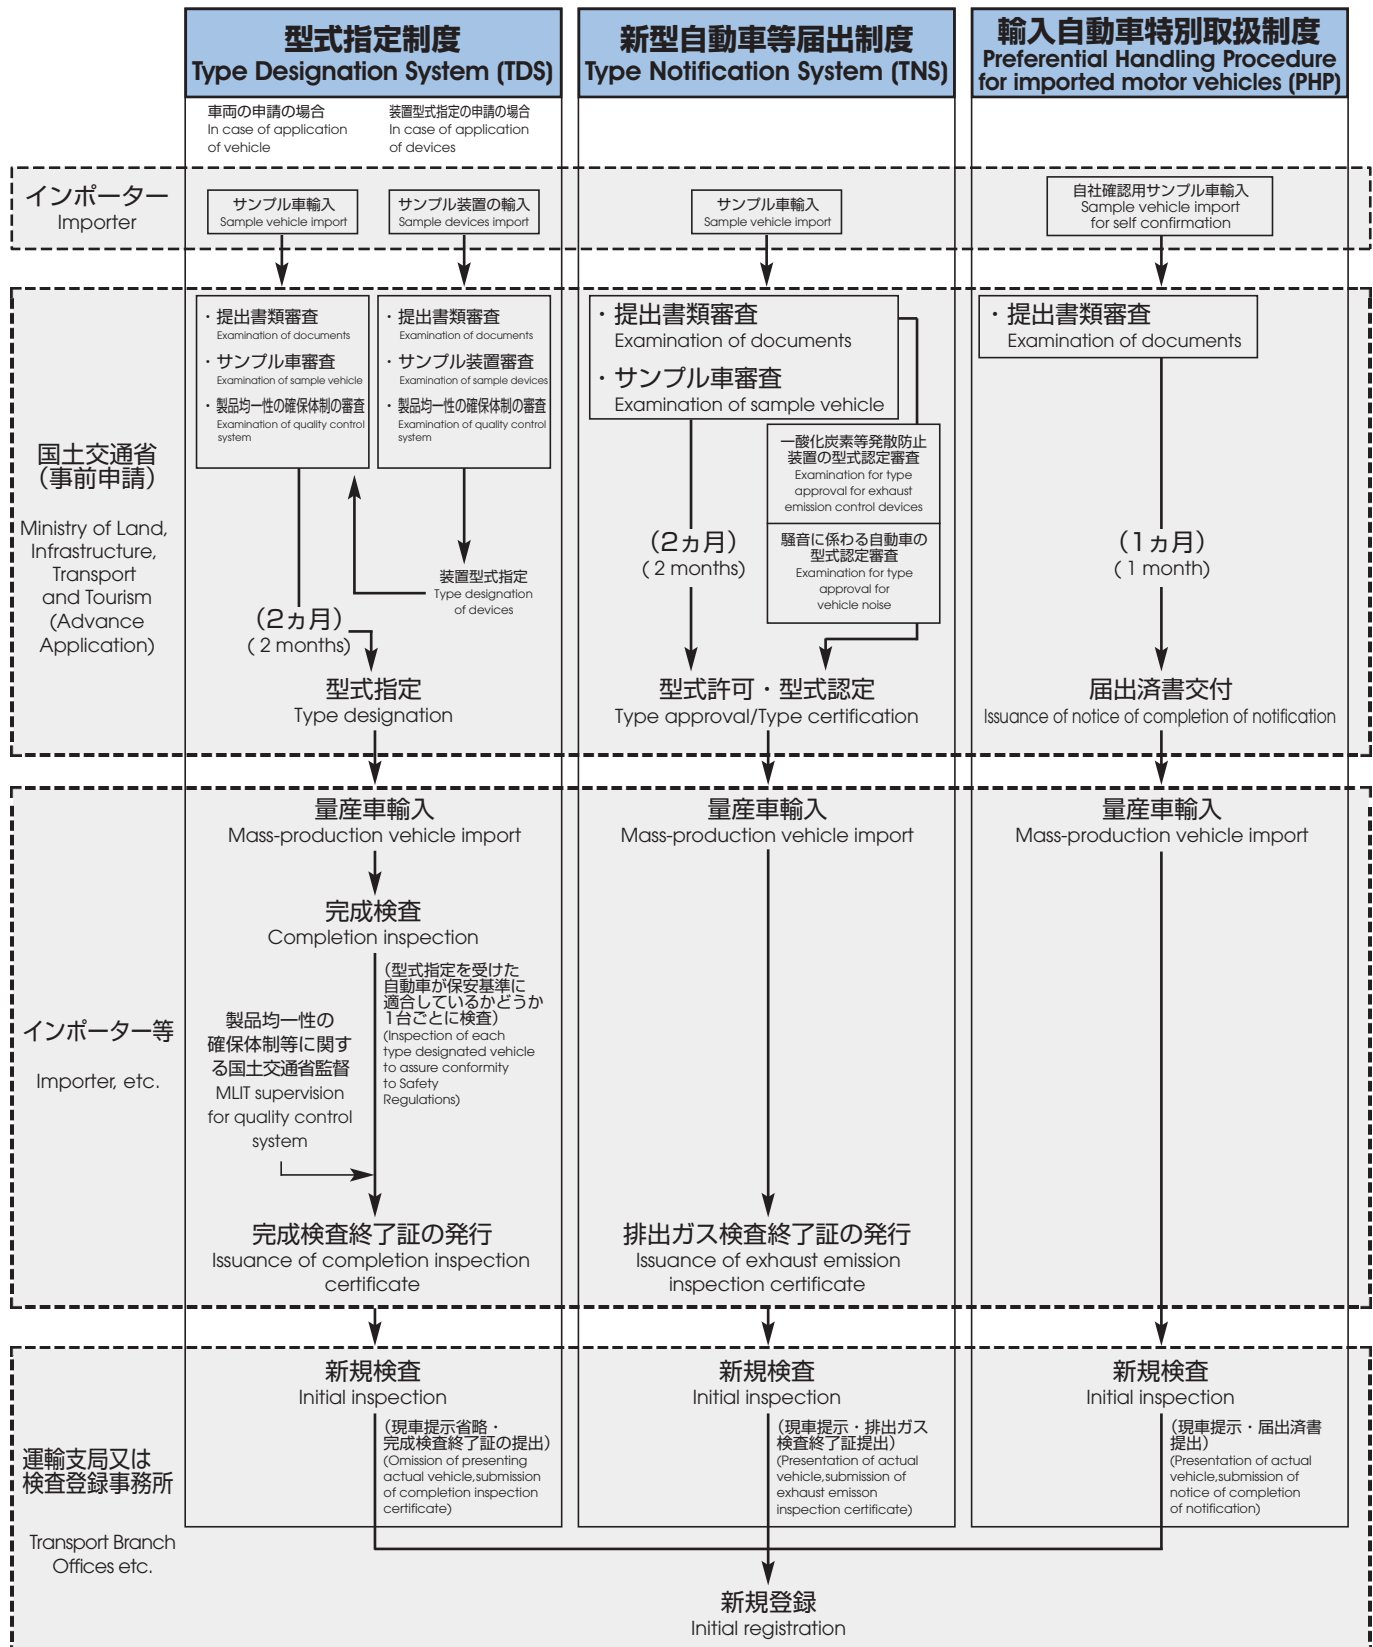 型式指定制度
Type Designation System (TDS)
新型自動車等届出制度
Type Notification System (TNS)
輸入自動車特別取扱制度
Preferential Handling Procedure
for imported motor vehicles (PHP)
車両の申請の場合
In case of application
of vehicle
装置型式指定の申請の場合
In case of application
of devices
インポーター
Importer
サンプル車輸入
Sample vehicle import
サンプル装置の輸入
Sample devices import
サンプル車輸入
Sample vehicle import
自社確認用サンプル車輸入
Sample vehicle import
for self confirmation
国土交通省
（事前申請）
Ministry of Land,
Infrastructure,
Transport
and Tourism
(Advance
Application)
・提出書類審査
Examination of documents
・サンプル車審査
Examination of sample vehicle
・製品均一性の確保体制の審査
Examination of quality control
system
・提出書類審査
Examination of documents
・サンプル装置審査
Examination of sample devices
・製品均一性の確保体制の審査
Examination of quality control
system
装置型式指定
Type designation
of devices
（2ヵ月）
( 2 months)
型式指定
Type designation
・提出書類審査
Examination of documents
・サンプル車審査
Examination of sample vehicle
一酸化炭素等発散防止
装置の型式認定審査
Examination for type
approval for exhaust
emission control devices
騒音に係わる自動車の
型式認定審査
Examination for type
approval for
vehicle noise
（2ヵ月）
( 2 months)
型式許可・型式認定
Type approval/Type certification
・提出書類審査
Examination of documents
（1ヵ月）
( 1 month)
届出済書交付
Issuance of notice of completion of notification
インポーター等
Importer, etc.
量産車輸入
Mass-production vehicle import
完成検査
Completion inspection
（型式指定を受けた
自動車が保安基準に
適合しているかどうか
1台ごとに検査）
(Inspection of each
type designated vehicle
to assure conformity
to Safety
Regulations)
製品均一性の
確保体制等に関す
る国土交通省監督
MLIT supervision
for quality control
system
完成検査終了証の発行
Issuance of completion inspection
certificate
量産車輸入
Mass-production vehicle import
排出ガス検査終了証の発行
Issuance of exhaust emission
inspection certificate
量産車輸入
Mass-production vehicle import
運輸支局又は
検査登録事務所
Transport Branch
Offices etc.
新規検査
Initial inspection
（現車提示省略・
完成検査終了証の提出）
(Omission of presenting
actual vehicle,submission
of completion inspection
certificate)
新規検査
Initial inspection
（現車提示・排出ガス
検査終了証提出）
(Presentation of actual
vehicle,submission of
exhaust emisson
inspection certificate)
新規検査
Initial inspection
（現車提示・届出済書
提出）
(Presentation of actual
vehicle,submission of
notice of completion
of notification)
新規登録
Initial registration